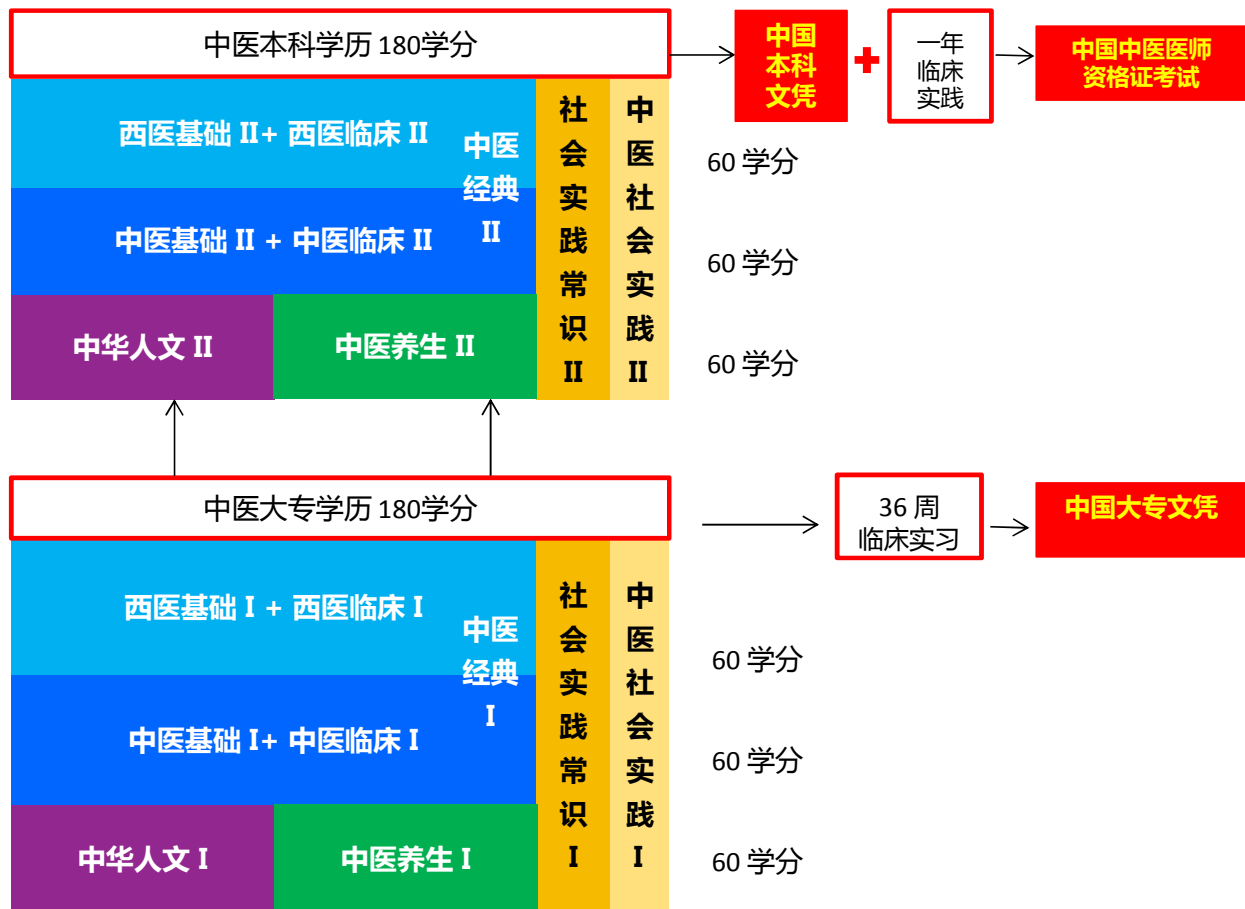 中医本科学历 180学分
中国
本科
文凭
一年
临床
实践
中国中医医师
资格证考试
西医基础 II+ 西医临床 II
中医
经典
II
中医基础 II + 中医临床 II
中华人文 II
中医养生 II
社
会
实
践
常
识
II
中
医
社
会
实
践
II
60 学分
60 学分
60 学分
中医大专学历 180学分
36 周
临床实习
中国大专文凭
西医基础 I + 西医临床 I
中医
经典
I
中医基础 I+ 中医临床 I
中华人文 I
中医养生 I
社
会
实
践
常
识
I
中
医
社
会
实
践
I
60 学分
60 学分
60 学分